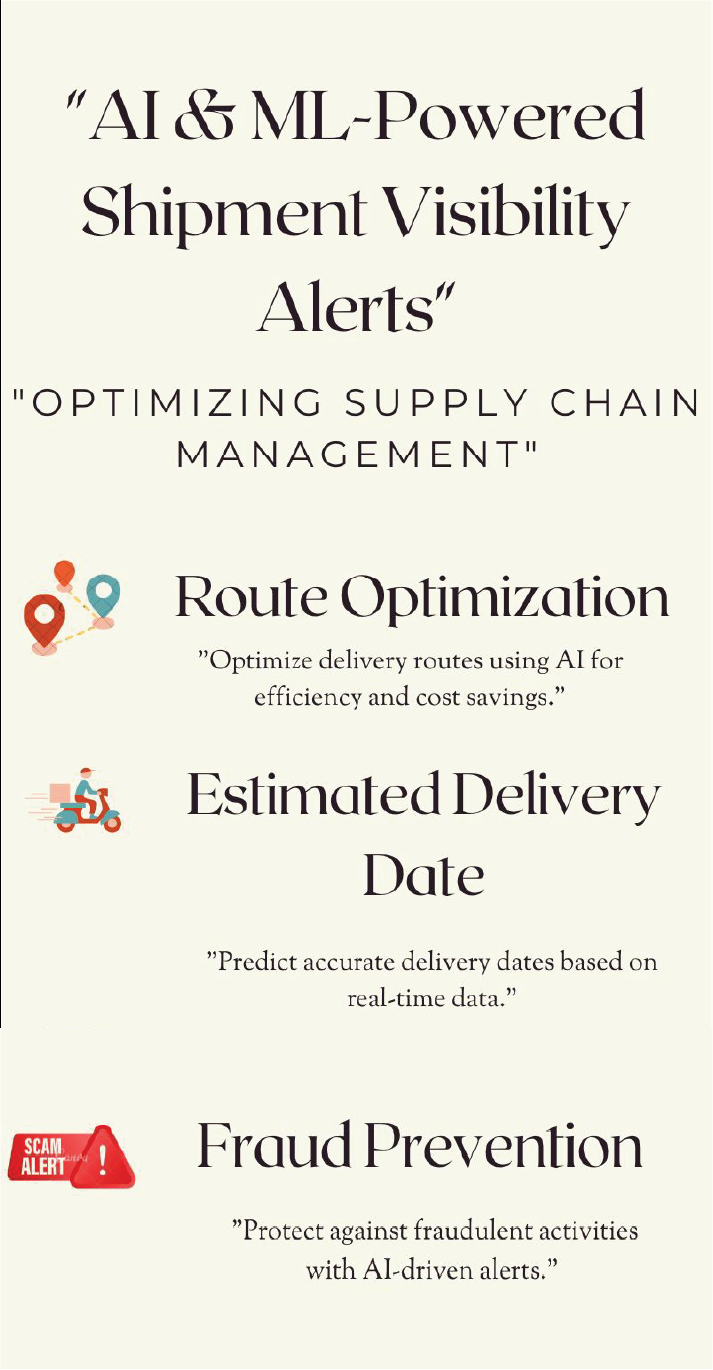 "AI & ML-Powered
Shipment Visibility
Alerts"
"OPTIMIZING SUPPLY CHAIN
MANAGEMENT"
Route Optimization
”Optimize delivery routes using AI for
efficiency and cost savings.”
Estimated Delivery
Date
”Predict accurate delivery dates based on
real-time data.”
SCAM
ALERT
!
Fraud Prevention
”Protect against fraudulent activities
with AI-driven alerts.”